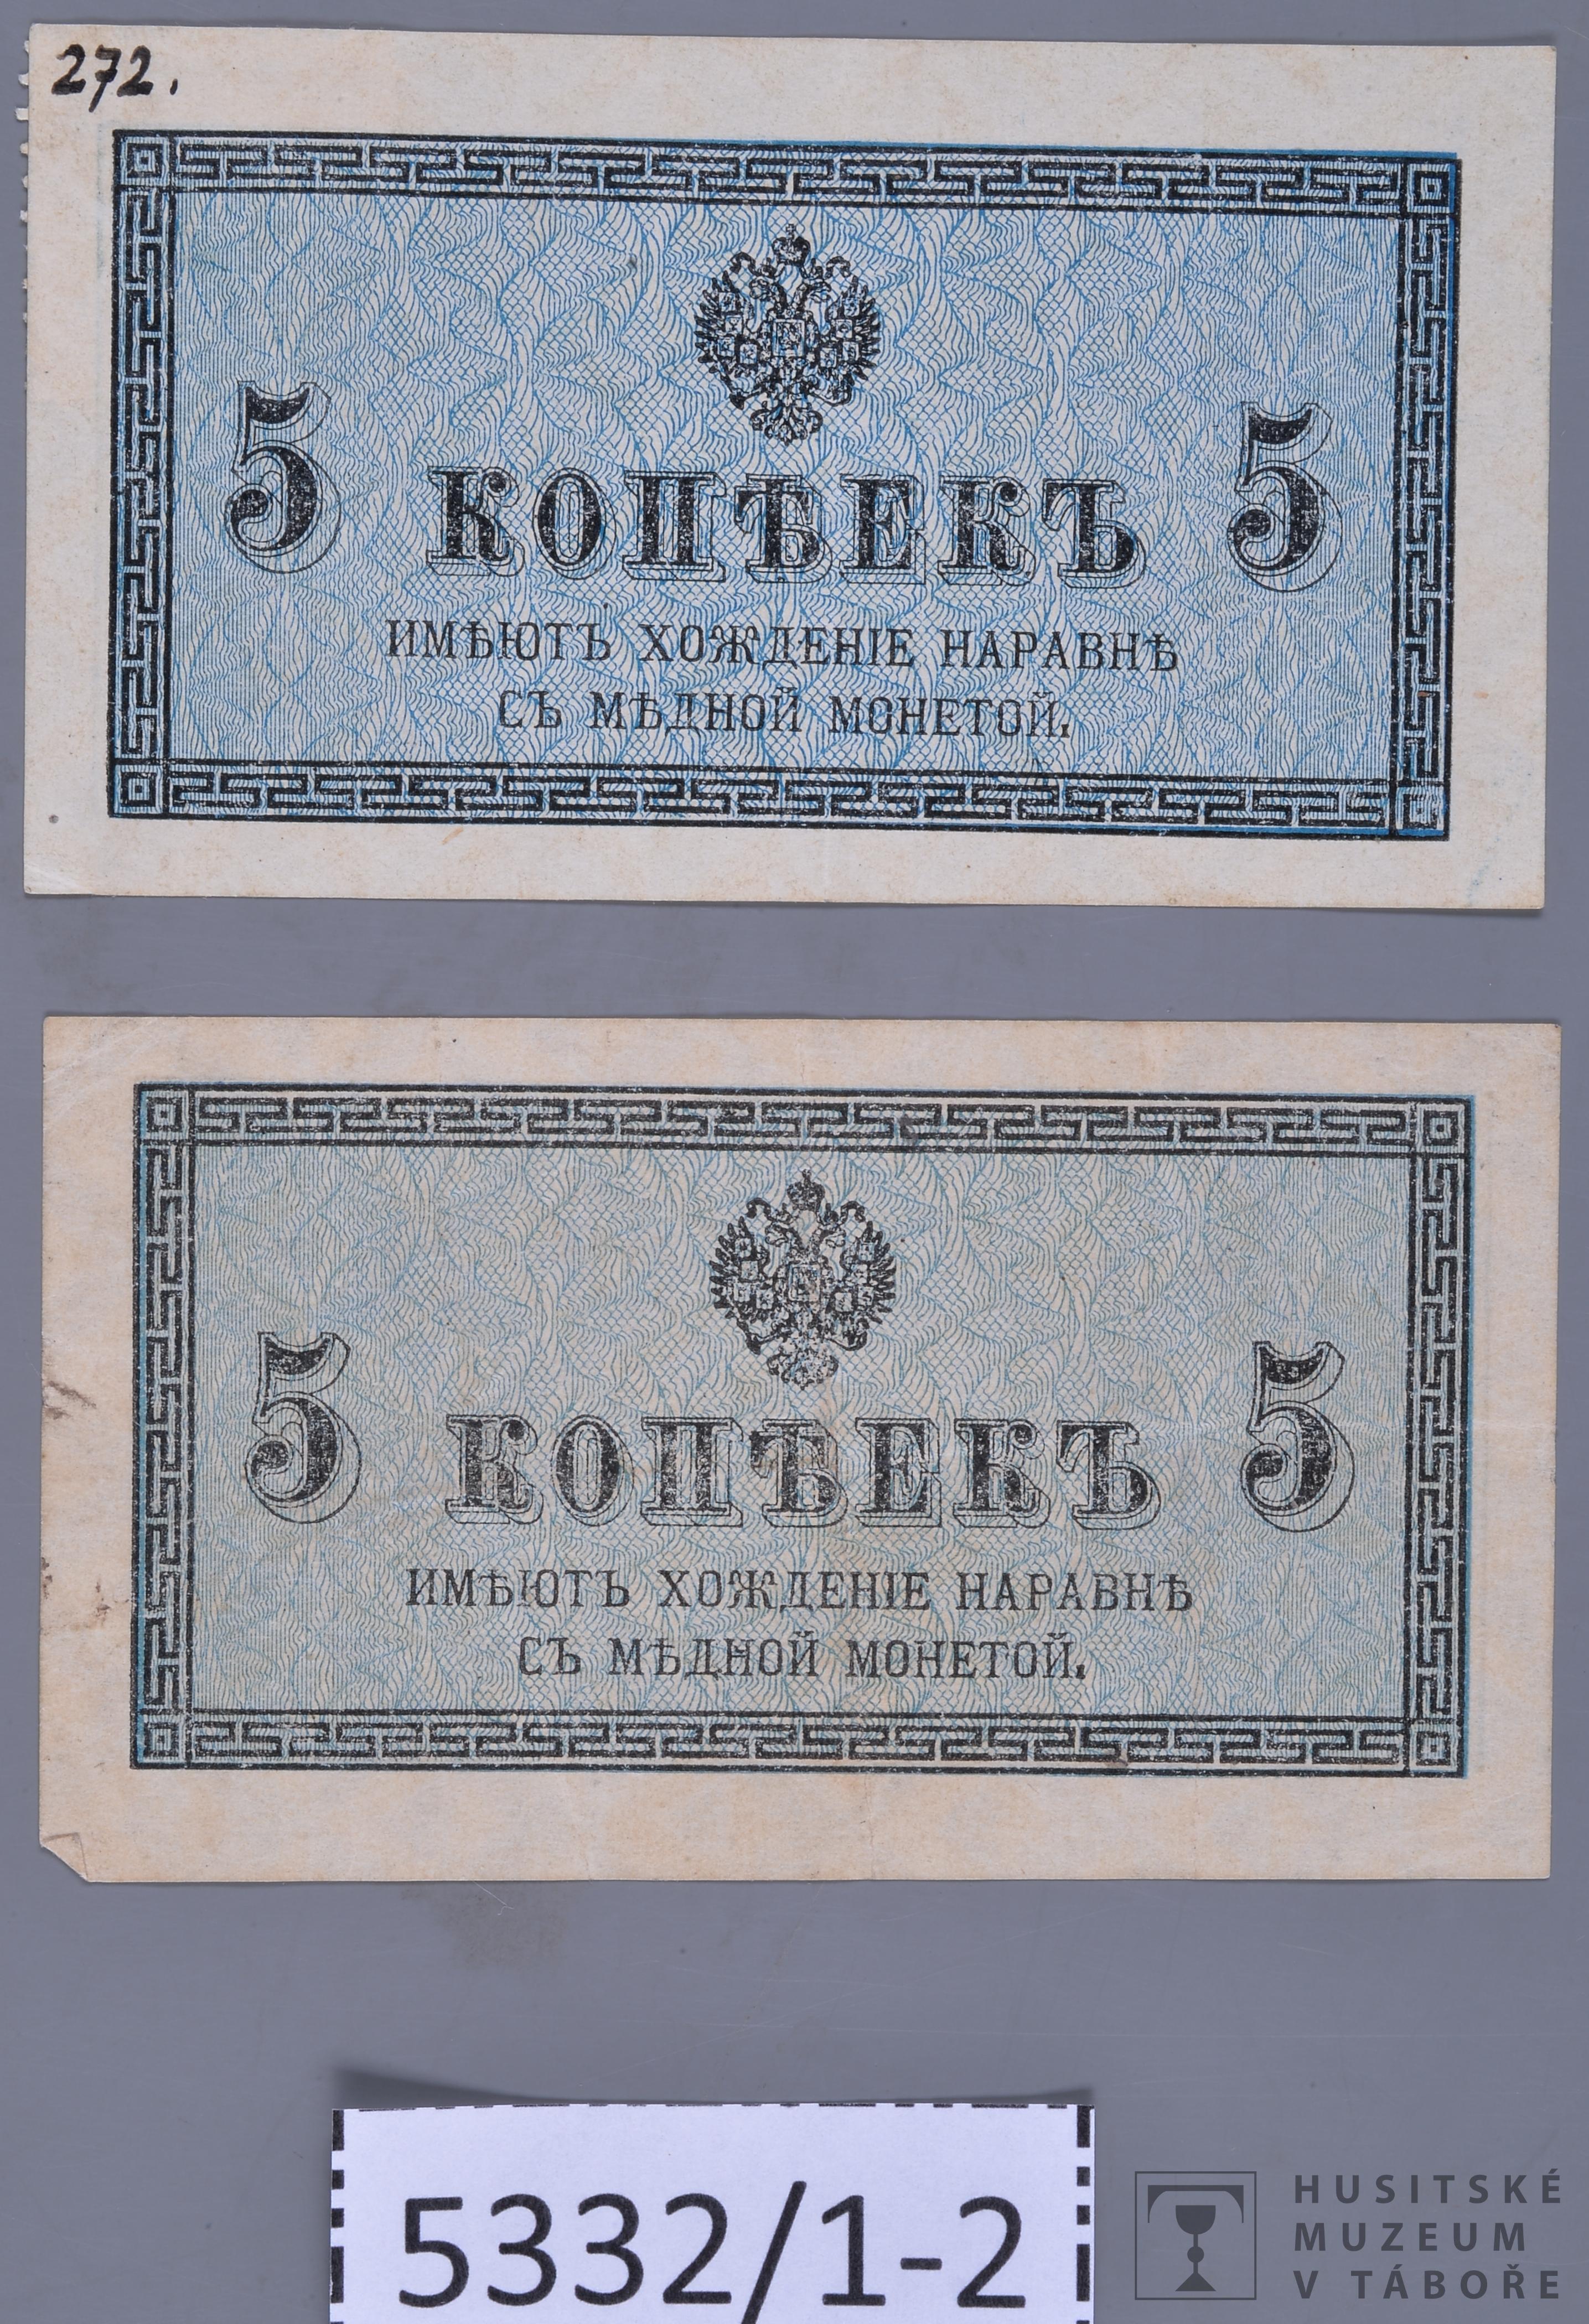 272.
5 КОПѢЕКЪ 5
ИМѢЮТЪ ХОЖДЕНІЕ НАРАВНѢ
СЪ МѢДНОЙ МОНЕТОЙ.
5 КОПѢЕКЪ 5
ИМѢЮТЪ ХОЖДЕНІЕ НАРАВНѢ
СЪ МѢДНОЙ МОНЕТОЙ.
5332/1-2
HUSITSKÉ
MUZEUM
V TÁBOŘE